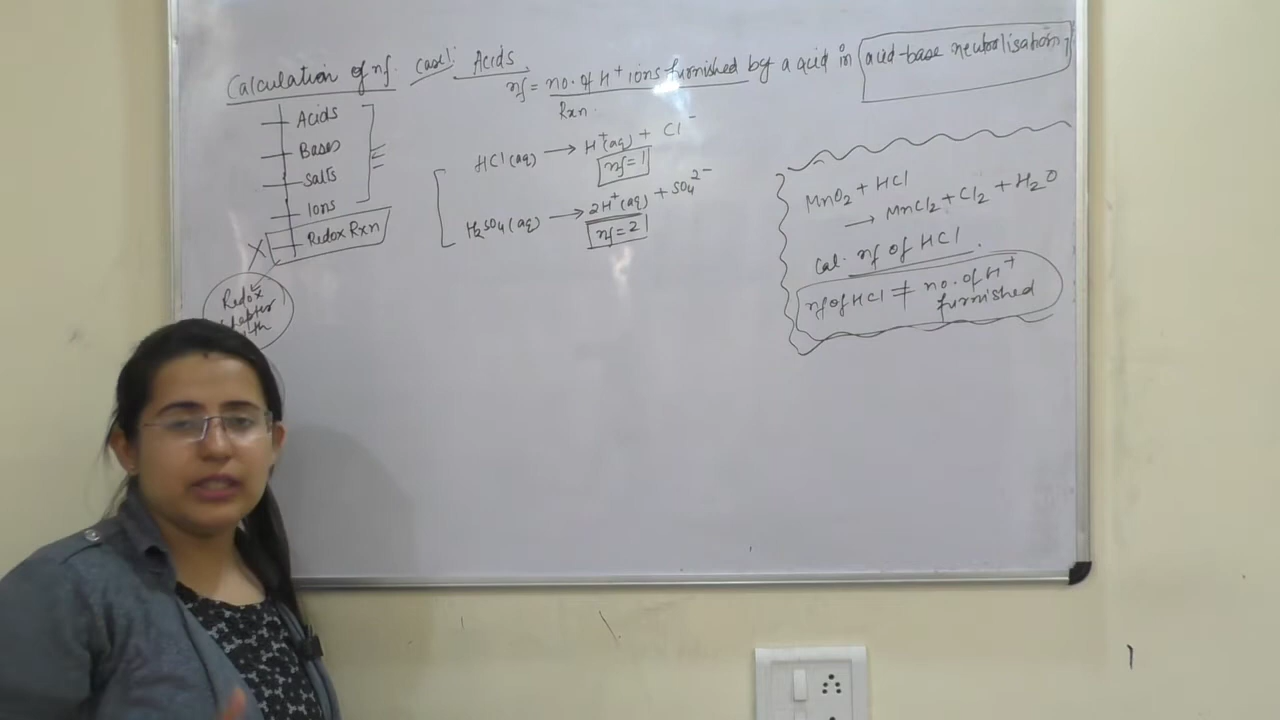 Calculation of nf. case1: Acids
nf = no. of H+ ions furnished by a acid in acid-base neutralisation
Rxn.
Acids
Bases
Salts
Ions
Redox Rxn
Redox
chapter
HCl(aq) → H+(aq) + Cl-
nf=1
H2SO4(aq) → 2H+(aq) + SO4 2-
nf=2
MnO2 + HCl
→ MnCl2 + Cl2 + H2O
Cal. nf of HCl.
nf of HCl ≠ no. of H+
furnished